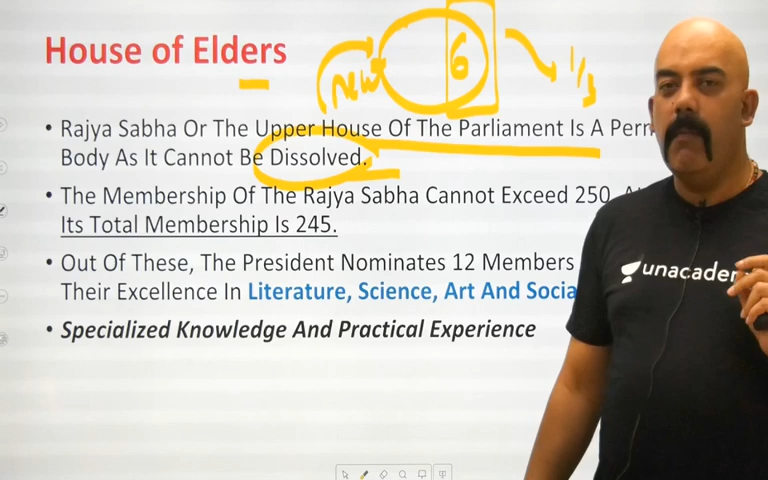 House of Elders
new 6 1/3
• Rajya Sabha Or The Upper House Of The Parliament Is A Perm
Body As It Cannot Be Dissolved.
• The Membership Of The Rajya Sabha Cannot Exceed 250,
Its Total Membership Is 245.
• Out Of These, The President Nominates 12 Members
Their Excellence In Literature, Science, Art And Socia
• Specialized Knowledge And Practical Experience
unacade